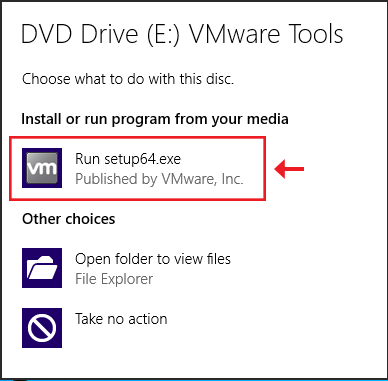 DVD Drive (E:) VMware Tools
Choose what to do with this disc.
Install or run program from your media
vm
Run setup64.exe
Published by VMware, Inc.
Other choices
Open folder to view files
File Explorer
Take no action